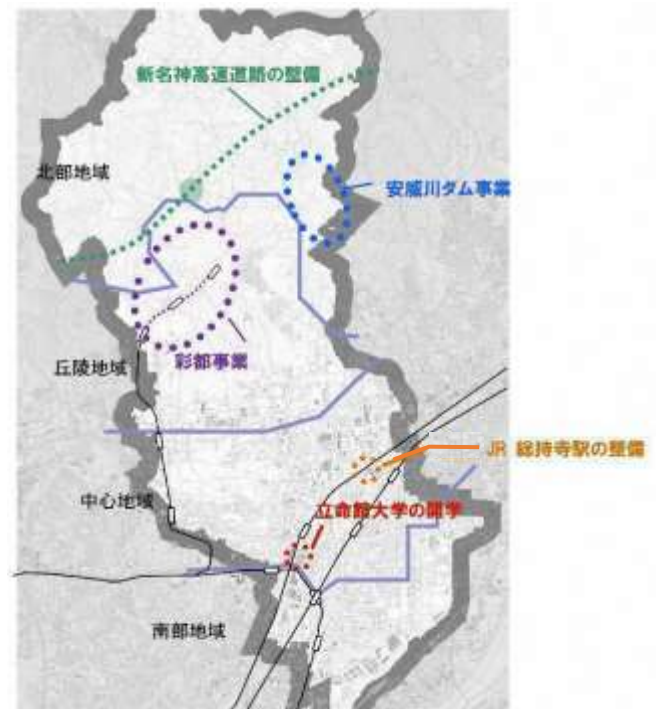 新名神高速道路の整備
北部地域
安威川ダム事業
彩都事業
丘陵地域
JR 総持寺駅の整備
中心地域
立命館大学の開学
南部地域